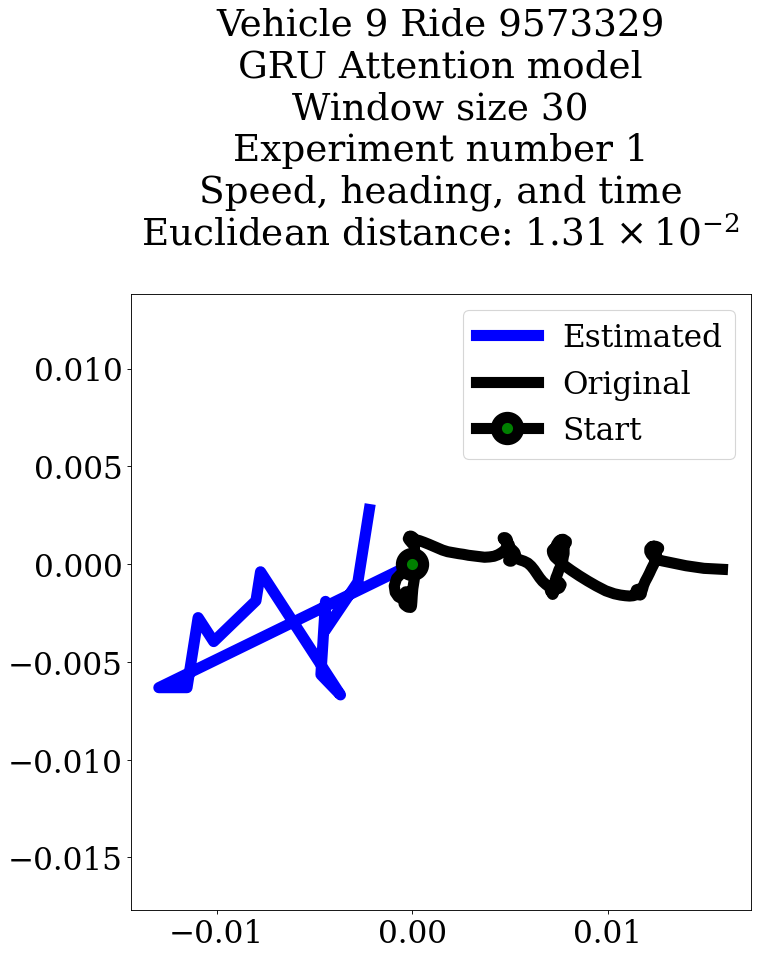 Vehicle 9 Ride 9573329
GRU Attention model
Window size 30
Experiment number 1
Speed, heading, and time
Euclidean distance: 1.31 × 10⁻²
Estimated
Original
Start
0.010
0.005
0.000
−0.005
−0.010
−0.015
−0.01 0.00 0.01